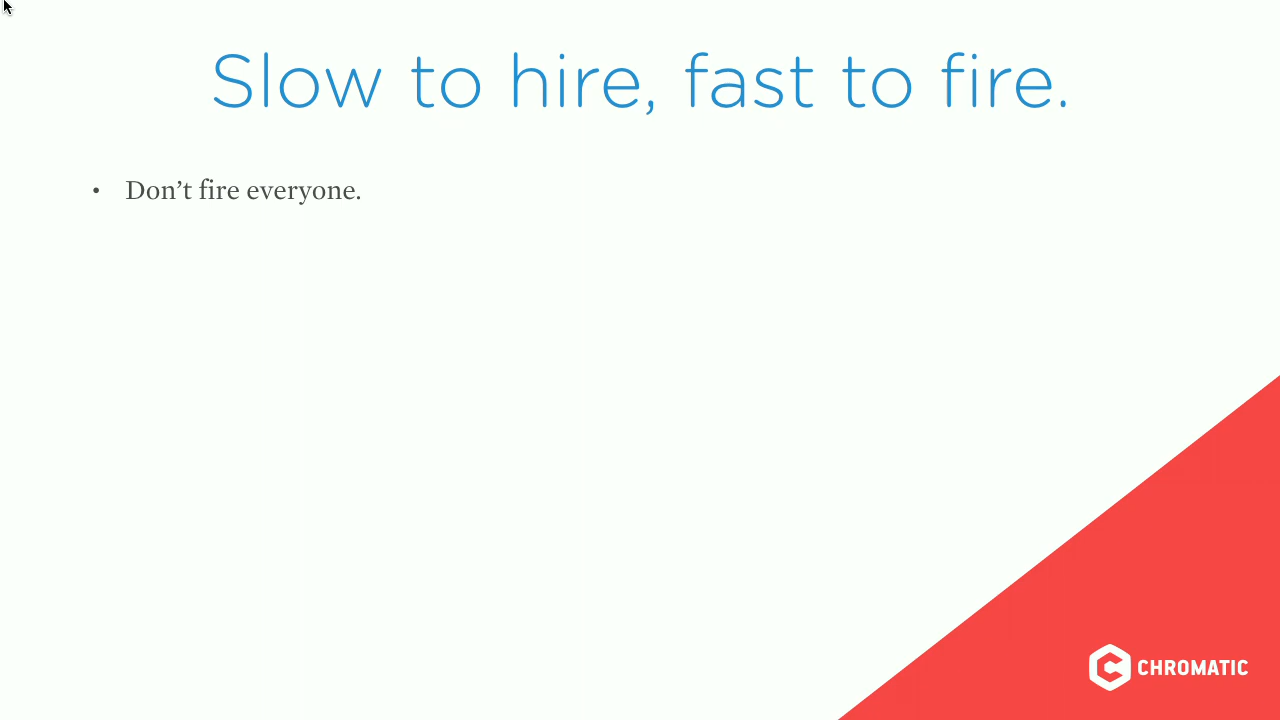 Slow to hire, fast to fire.
• Don’t fire everyone.
CHROMATIC